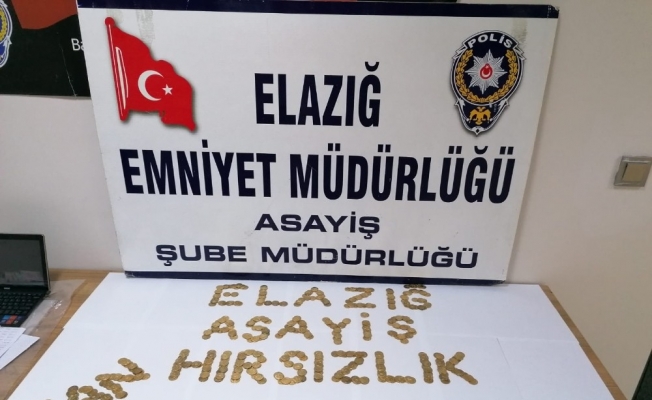 POLİS
ELAZIĞ
EMNİYET MÜDÜRLÜĞÜ
ASAYİŞ
ŞUBE MÜDÜRLÜĞÜ
ELAZIĞ
ASAYİŞ
HIRSIZLIK